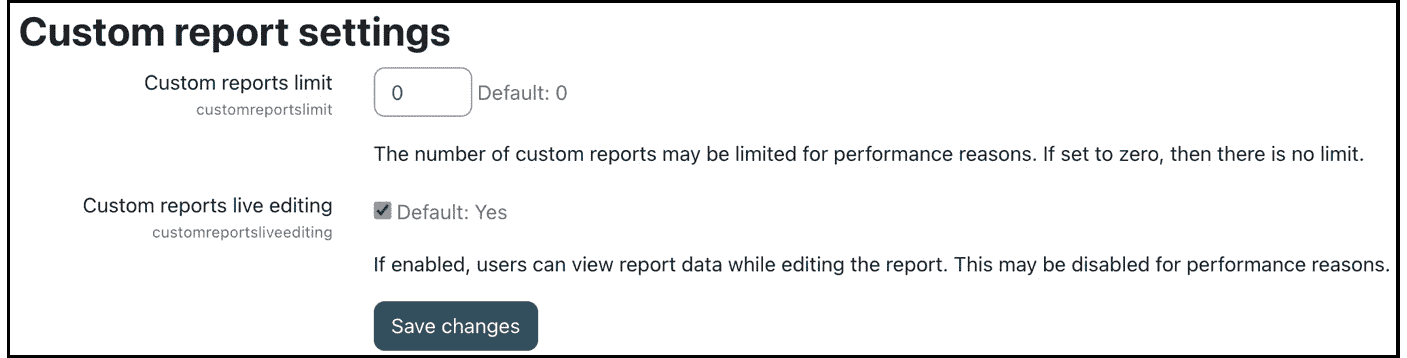 Custom report settings
Custom reports limit
customreportslimit
0 Default: 0
The number of custom reports may be limited for performance reasons. If set to zero, then there is no limit.
Custom reports live editing
customreportsliveediting
Default: Yes
If enabled, users can view report data while editing the report. This may be disabled for performance reasons.
Save changes